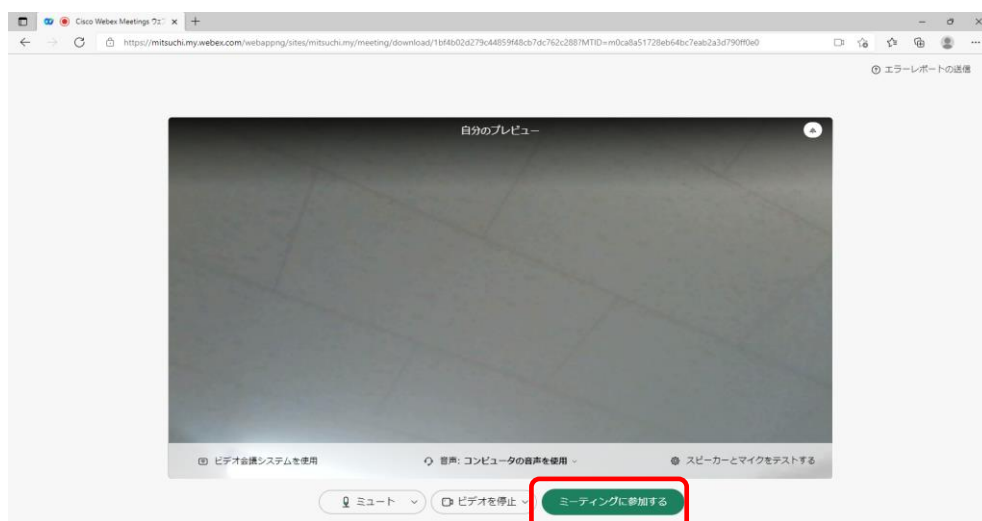 Cisco Webex Meetings ウェ
https://mitsuchi.my.webex.com/webappng/sites/mitsuchi.my/meeting/download/1bf4b02d279c44859f48cb7dc762c288?MTID=m0ca8a51728eb64bc7eab2a3d790ff0e0
エラーレポートの送信
自分のプレビュー
ビデオ会議システムを使用
音声: コンピュータの音声を使用
スピーカーとマイクをテストする
ミュート
ビデオを停止
ミーティングに参加する